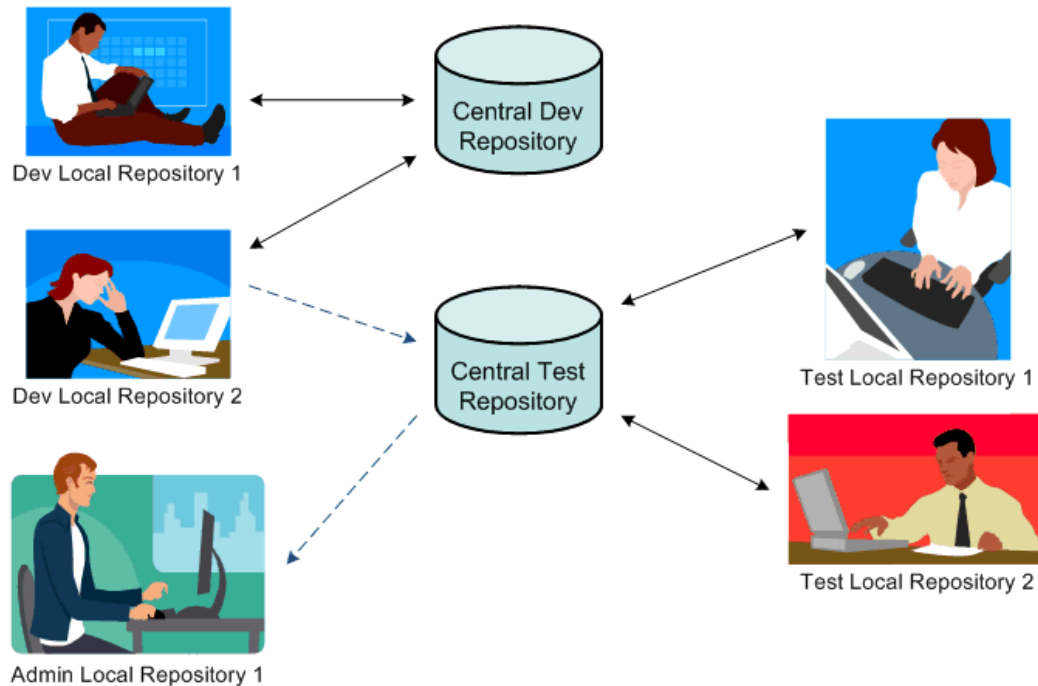 Central Dev
Repository
Dev Local Repository 1
Dev Local Repository 2
Central Test
Repository
Test Local Repository 1
Test Local Repository 2
Admin Local Repository 1